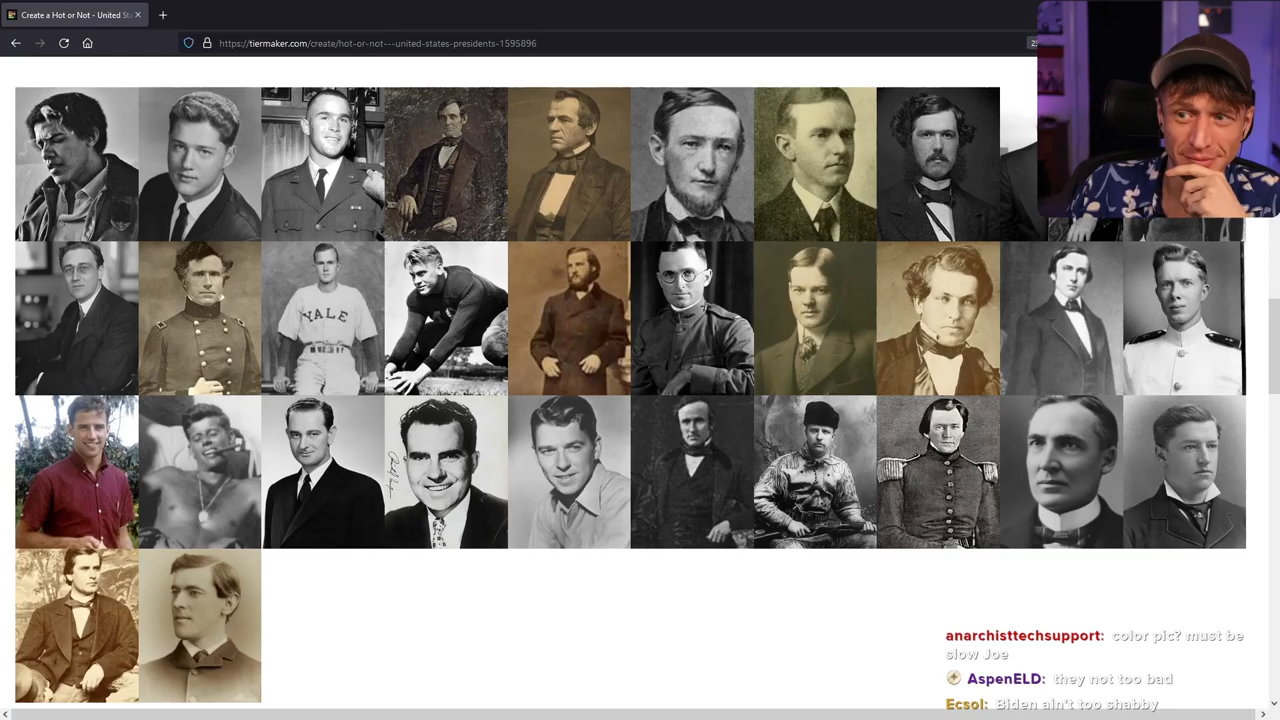 Create a Hot or Not - United St
https://tiermaker.com/create/hot-or-not---united-states-presidents-1595896
YALE
anarchisttechsupport: color pic? must be
slow Joe
AspenELD: they not too bad
Ecsol: Biden ain't too shabby